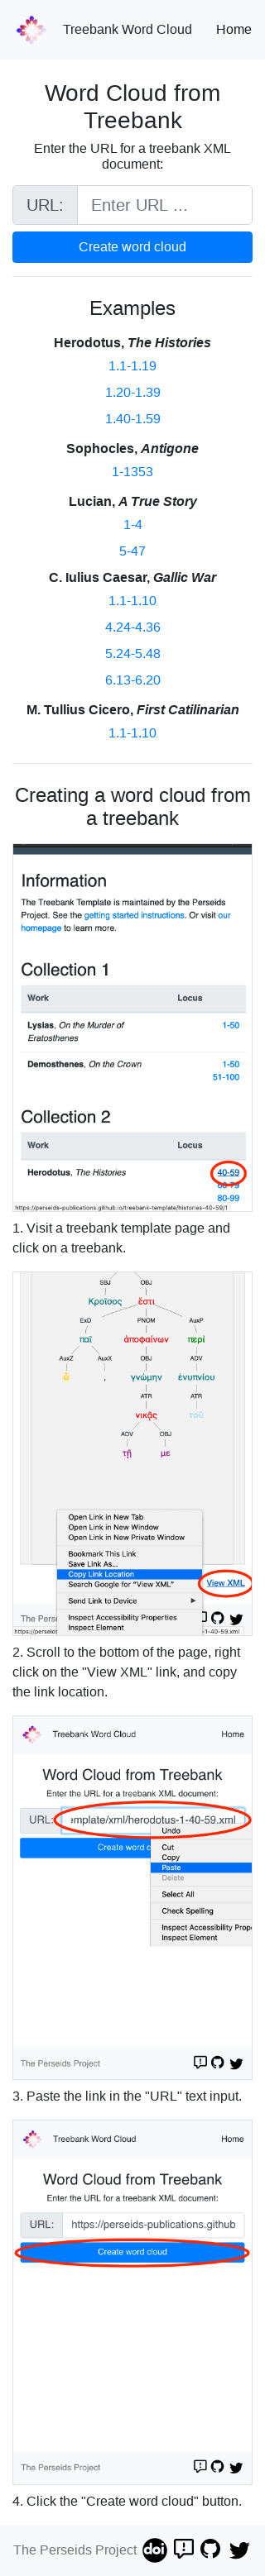 Treebank Word Cloud Home
Word Cloud from
Treebank
Enter the URL for a treebank XML
document:
URL: Enter URL ...
Create word cloud
Examples
Herodotus, The Histories
1.1-1.19
1.20-1.39
1.40-1.59
Sophocles, Antigone
1-1353
Lucian, A True Story
1-4
5-47
C. Iulius Caesar, Gallic War
1.1-1.10
4.24-4.36
5.24-5.48
6.13-6.20
M. Tullius Cicero, First Catilinarian
1.1-1.10
Creating a word cloud from
a treebank
Information
The Treebank Template is maintained by the Perseids
Project. See the getting started instructions. Or visit our
homepage to learn more.
Collection 1
Work Locus
Lysias, On the Murder of 1-50
Eratosthenes
Demosthenes, On the Crown 1-50
51-100
Collection 2
Work Locus
Herodotus, The Histories 40-59
60-79
80-99
https://perseids-publications.github.io/treebank-template/histories-40-59/1
1. Visit a treebank template page and
click on a treebank.
SBJ OBJ
Κροῖσος ἔστι
ExD PNOM AuxP
παῖ ἀποφαίνων περί
AuxZ AuxX OBJ ADV
ὦ , γνώμην ἐνυπνίου
ATR ATR
νικᾷς τοῦ
ADV OBJ
τῇ με
Open Link in New Tab
Open Link in New Window
Open Link in New Private Window
Bookmark This Link
Save Link As...
Copy Link Location
Search Google for "View XML" View XML
Send Link to Device
The Perse Inspect Accessibility Properties
Inspect Element
2. Scroll to the bottom of the page, right
click on the "View XML" link, and copy
the link location.
Treebank Word Cloud Home
Word Cloud from Treebank
Enter the URL for a treebank XML document:
URL: emplate/xml/herodotus-1-40-59.xml
Undo
Create word c
Cut
Copy
Paste
Delete
Select All
Check Spelling
Inspect Accessibility Prope
Inspect Element
The Perseids Project
3. Paste the link in the "URL" text input.
Treebank Word Cloud Home
Word Cloud from Treebank
Enter the URL for a treebank XML document:
URL: https://perseids-publications.github
Create word cloud
The Perseids Project
4. Click the "Create word cloud" button.
The Perseids Project doi